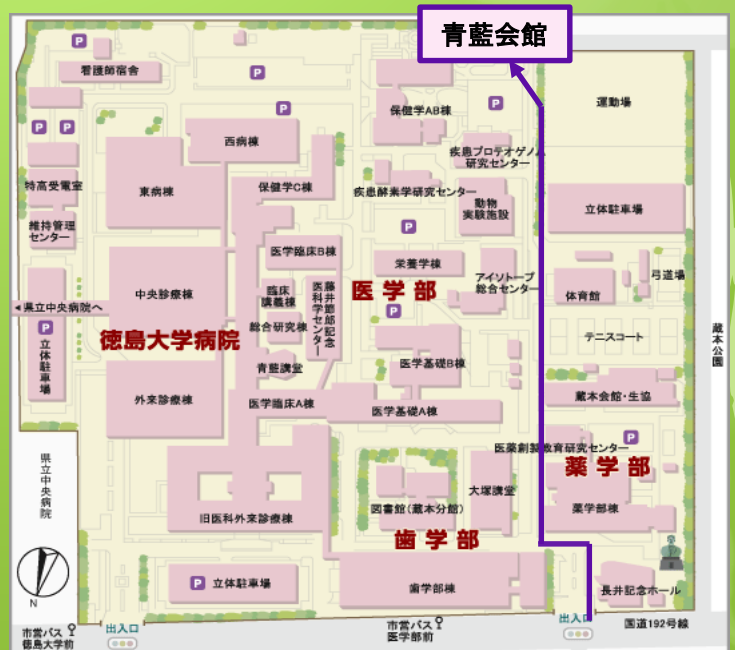 青藍会館
P
看護師宿舎
P
P
P
P
P
西病棟
保健学AB棟
運動場
疾患プロテオゲノム
研究センター
特高受電室
東病棟
保健学C棟
疾患酵素学研究センター
動物
実験施設
立体駐車場
維持管理
センター
P
医学臨床B棟
栄養学棟
アイソトープ
総合センター
弓道場
◄県立中央病院へ
中央診療棟
臨床
講義棟
藤井節郎記念
医科学センター
医学部
体育館
P
P
総合研究棟
徳島大学病院
立体駐車場
テニスコート
蔵本公園
青藍講堂
医学基礎B棟
外来診療棟
医学臨床A棟
医学基礎A棟
蔵本会館・生協
P
医薬創製教育研究センター
県立中央病院
薬学部
大塚講堂
図書館(蔵本分館)
薬学部棟
旧医科外来診療棟
歯学部
N
P 立体駐車場
歯学部棟
長井記念ホール
市営バス
徳島大学前
出入口
市営バス
医学部前
出入口
国道192号線